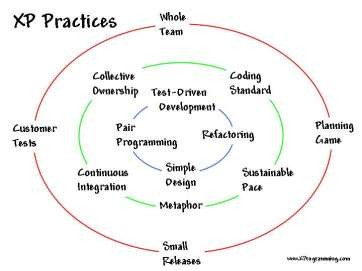 XP Practices
Whole
Team
Collective
Ownership
Coding
Standard
Test-Driven
Development
Customer
Tests
Pair
Programming
Refactoring
Planning
Game
Simple
Design
Continuous
Integration
Sustainable
Pace
Metaphor
Small
Releases
www.XProgramming.com